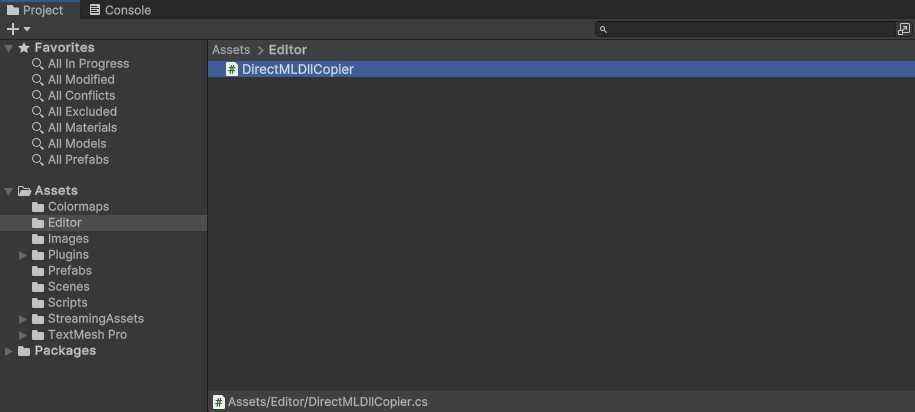 Project
Console
Favorites
All In Progress
All Modified
All Conflicts
All Excluded
All Materials
All Models
All Prefabs
Assets
Colormaps
Editor
Images
Plugins
Prefabs
Scenes
Scripts
StreamingAssets
TextMesh Pro
Packages
Assets > Editor
# DirectMLDllCopier
# Assets/Editor/DirectMLDllCopier.cs